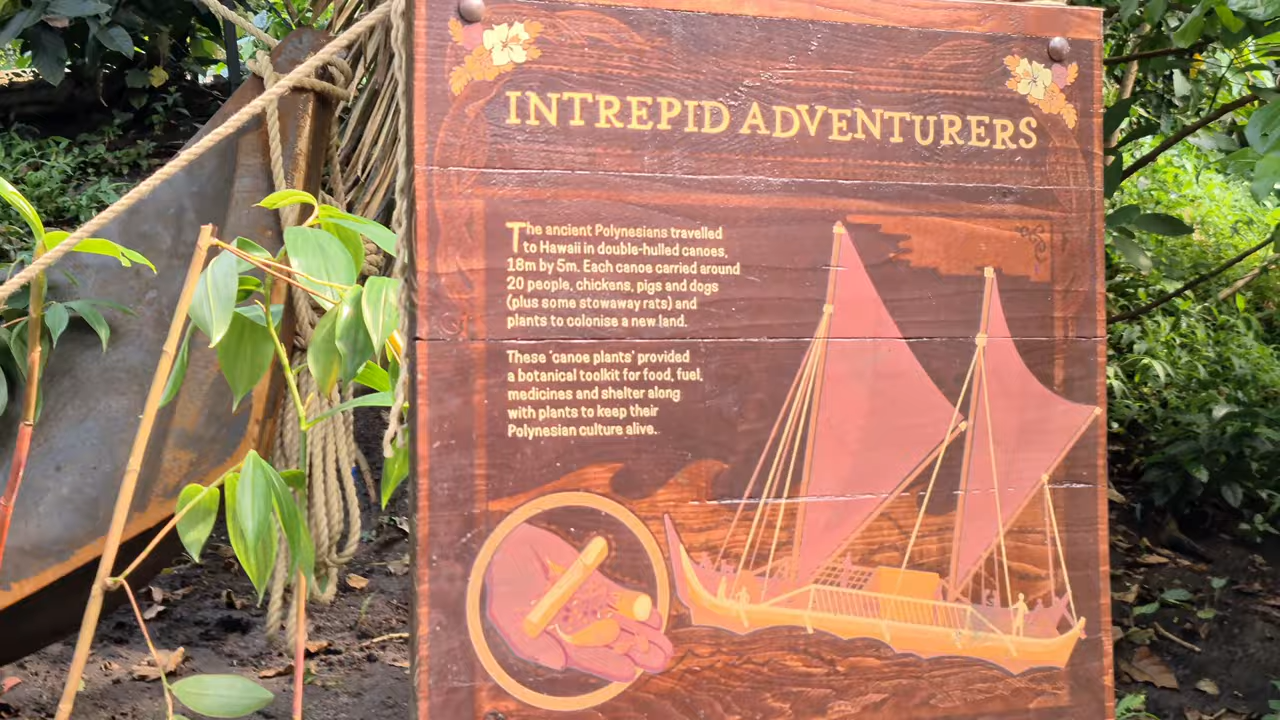 INTREPID ADVENTURERS
The ancient Polynesians travelled
to Hawaii in double-hulled canoes,
18m by 5m. Each canoe carried around
20 people, chickens, pigs and dogs
(plus some stowaway rats) and
plants to colonise a new land.
These 'canoe plants' provided
a botanical toolkit for food, fuel,
medicines and shelter along
with plants to keep their
Polynesian culture alive.